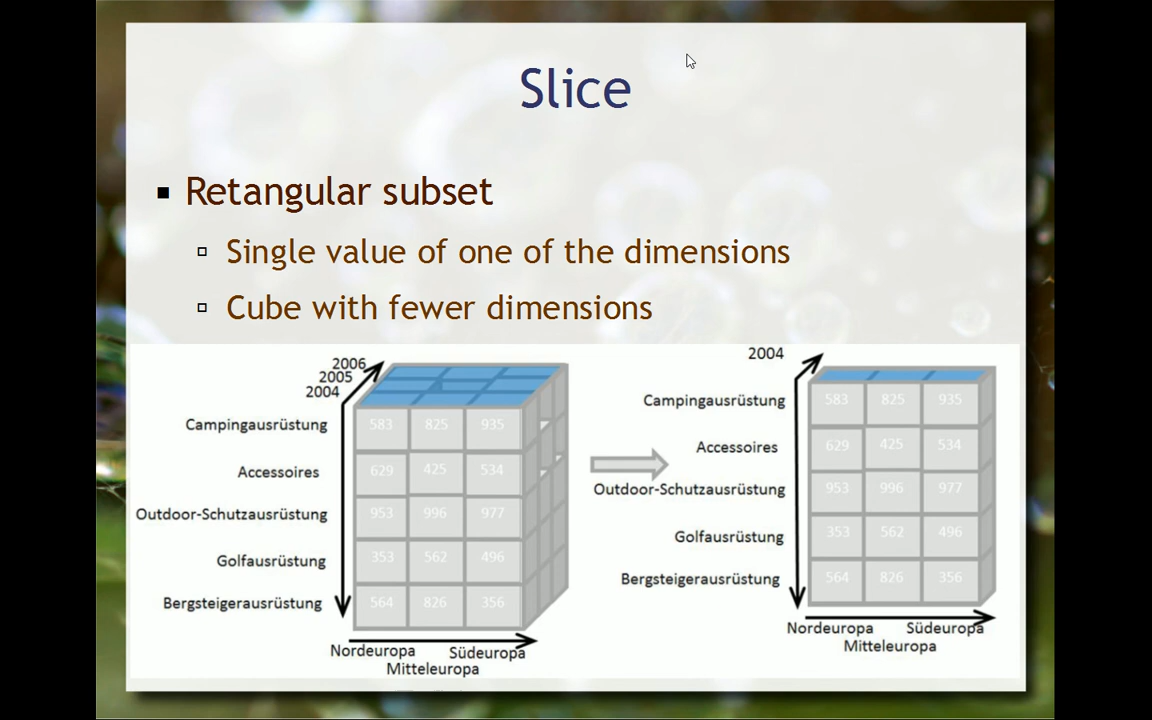 Slice
Retangular subset
Single value of one of the dimensions
Cube with fewer dimensions
2006
2005
2004
Campingausrüstung
583 825 935
Accessoires
629 425 534
Outdoor-Schutzausrüstung
953 996 977
Golfausrüstung
353 562 496
Bergsteigerausrüstung
564 826 356
Nordeuropa Südeuropa
Mitteleuropa
2004
Campingausrüstung
583 825 935
Accessoires
629 425 534
Outdoor-Schutzausrüstung
953 996 977
Golfausrüstung
353 562 496
Bergsteigerausrüstung
564 826 356
Nordeuropa Südeuropa
Mitteleuropa